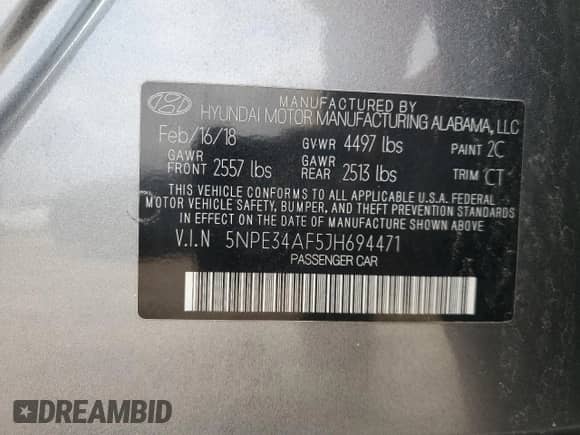 MANUFACTURED BY
HYUNDAI MOTOR MANUFACTURING ALABAMA, LLC
Feb/16/18 GVWR 4497 lbs PAINT 2C
GAWR FRONT 2557 lbs GAWR REAR 2513 lbs TRIM CT
THIS VEHICLE CONFORMS TO ALL APPLICABLE U.S.A. FEDERAL
MOTOR VEHICLE SAFETY, BUMPER, AND THEFT PREVENTION STANDARDS
IN EFFECT ON THE DATE OF MANUFACTURE SHOWN ABOVE.
V.I.N 5NPE34AF5JH694471
PASSENGER CAR
DREAMBID